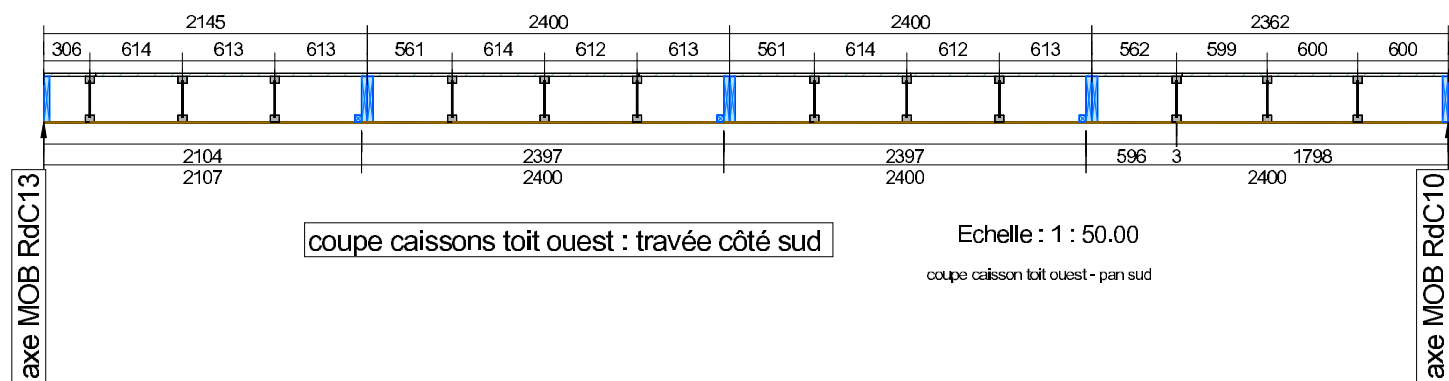 2145 2400 2400 2362
306 614 613 613 561 614 612 613 561 614 612 613 562 599 600 600
2104 2397 2397 596 3 1798
2107 2400 2400 2400
axe MOB RdC13
coupe caissons toit ouest : travée côté sud
Echelle : 1 : 50.00
coupe caisson toit ouest - pan sud
axe MOB RdC10